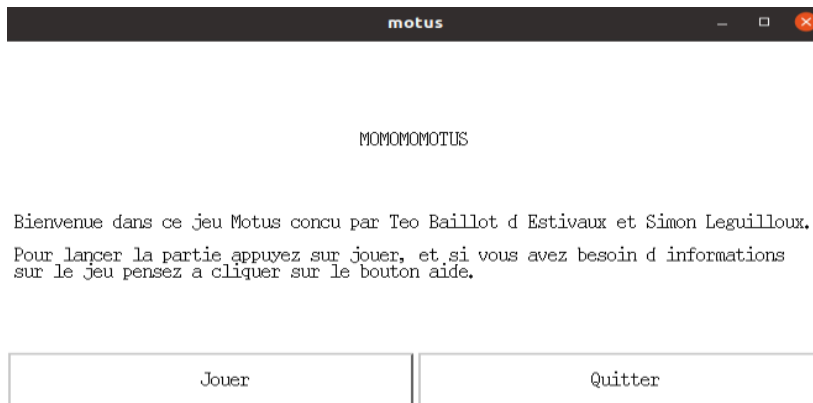 motus
MOMOMOMOTUS
Bienvenue dans ce jeu Motus concu par Teo Baillot d Estivaux et Simon Leguilloux.
Pour lancer la partie appuyez sur jouer, et si vous avez besoin d informations
sur le jeu pensez a cliquer sur le bouton aide.
Jouer
Quitter